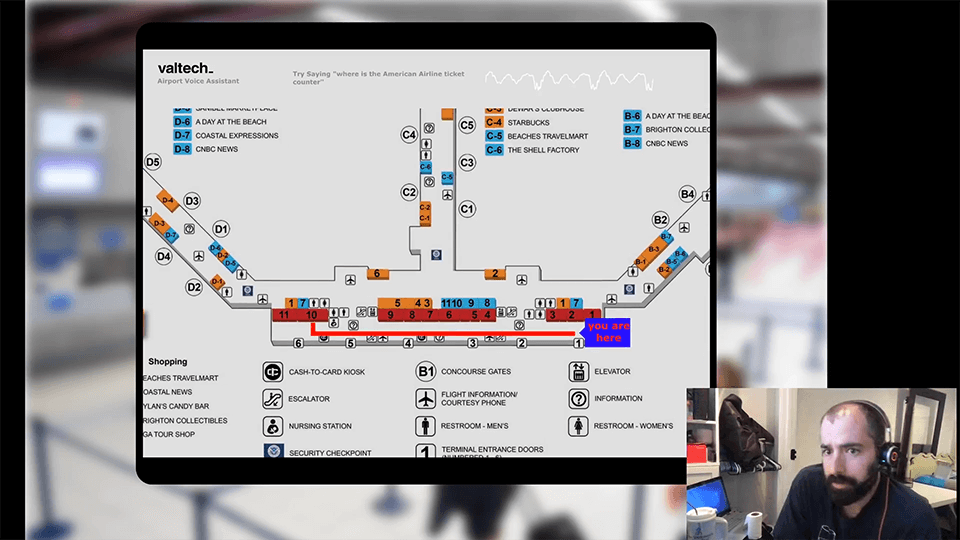 valtech_
Airport Voice Assistant
Try Saying "where is the American Airline ticket
counter"
D-6 A DAY AT THE BEACH
D-7 COASTAL EXPRESSIONS
D-8 CNBC NEWS
C-3 DEWAR'S CLUBHOUSE
C-4 STARBUCKS
C-5 BEACHES TRAVELMART
C-6 THE SHELL FACTORY
B-6 A DAY AT THE BEAC
B-7 BRIGHTON COLLEC
B-8 CNBC NEWS
C4
C5
C-6
C-5
C3
C2
C1
C-2
C-1
D5
D-4
D3
D-3
D-7
D1
D4
D-6
D-2
D-5
D2
D-1
B4
B2
B-7
B-3
B-1
B-6
B-5
B-2
6
2
1 7
5 4 3
11 10 9 8
1 7
11 10
9 8 7 6 5 4
3 2 1
you are
here
6 5 4 3 2 1
Shopping
EACHES TRAVELMART
OASTAL NEWS
YLAN'S CANDY BAR
RIGHTON COLLECTIBLES
GA TOUR SHOP
CASH-TO-CARD KIOSK
ESCALATOR
NURSING STATION
SECURITY CHECKPOINT
B1 CONCOURSE GATES
FLIGHT INFORMATION/
COURTESY PHONE
RESTROOM - MEN'S
1 TERMINAL ENTRANCE DOORS
ELEVATOR
INFORMATION
RESTROOM - WOMEN'S